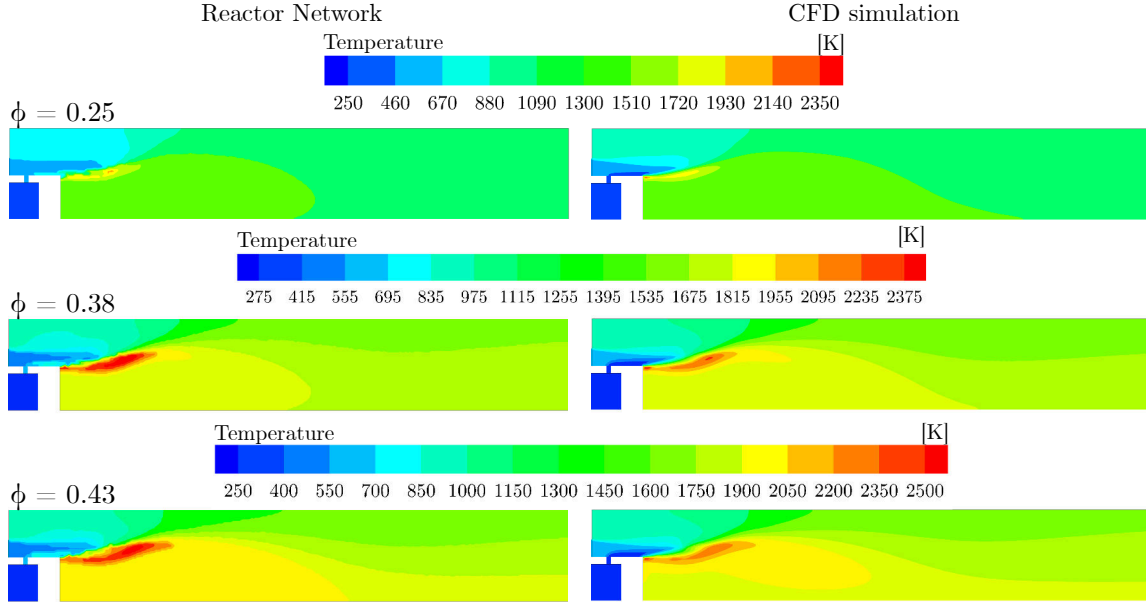 Reactor Network CFD simulation
Temperature [K]
250 460 670 880 1090 1300 1510 1720 1930 2140 2350
ϕ = 0.25
Temperature [K]
275 415 555 695 835 975 1115 1255 1395 1535 1675 1815 1955 2095 2235 2375
ϕ = 0.38
Temperature [K]
250 400 550 700 850 1000 1150 1300 1450 1600 1750 1900 2050 2200 2350 2500
ϕ = 0.43